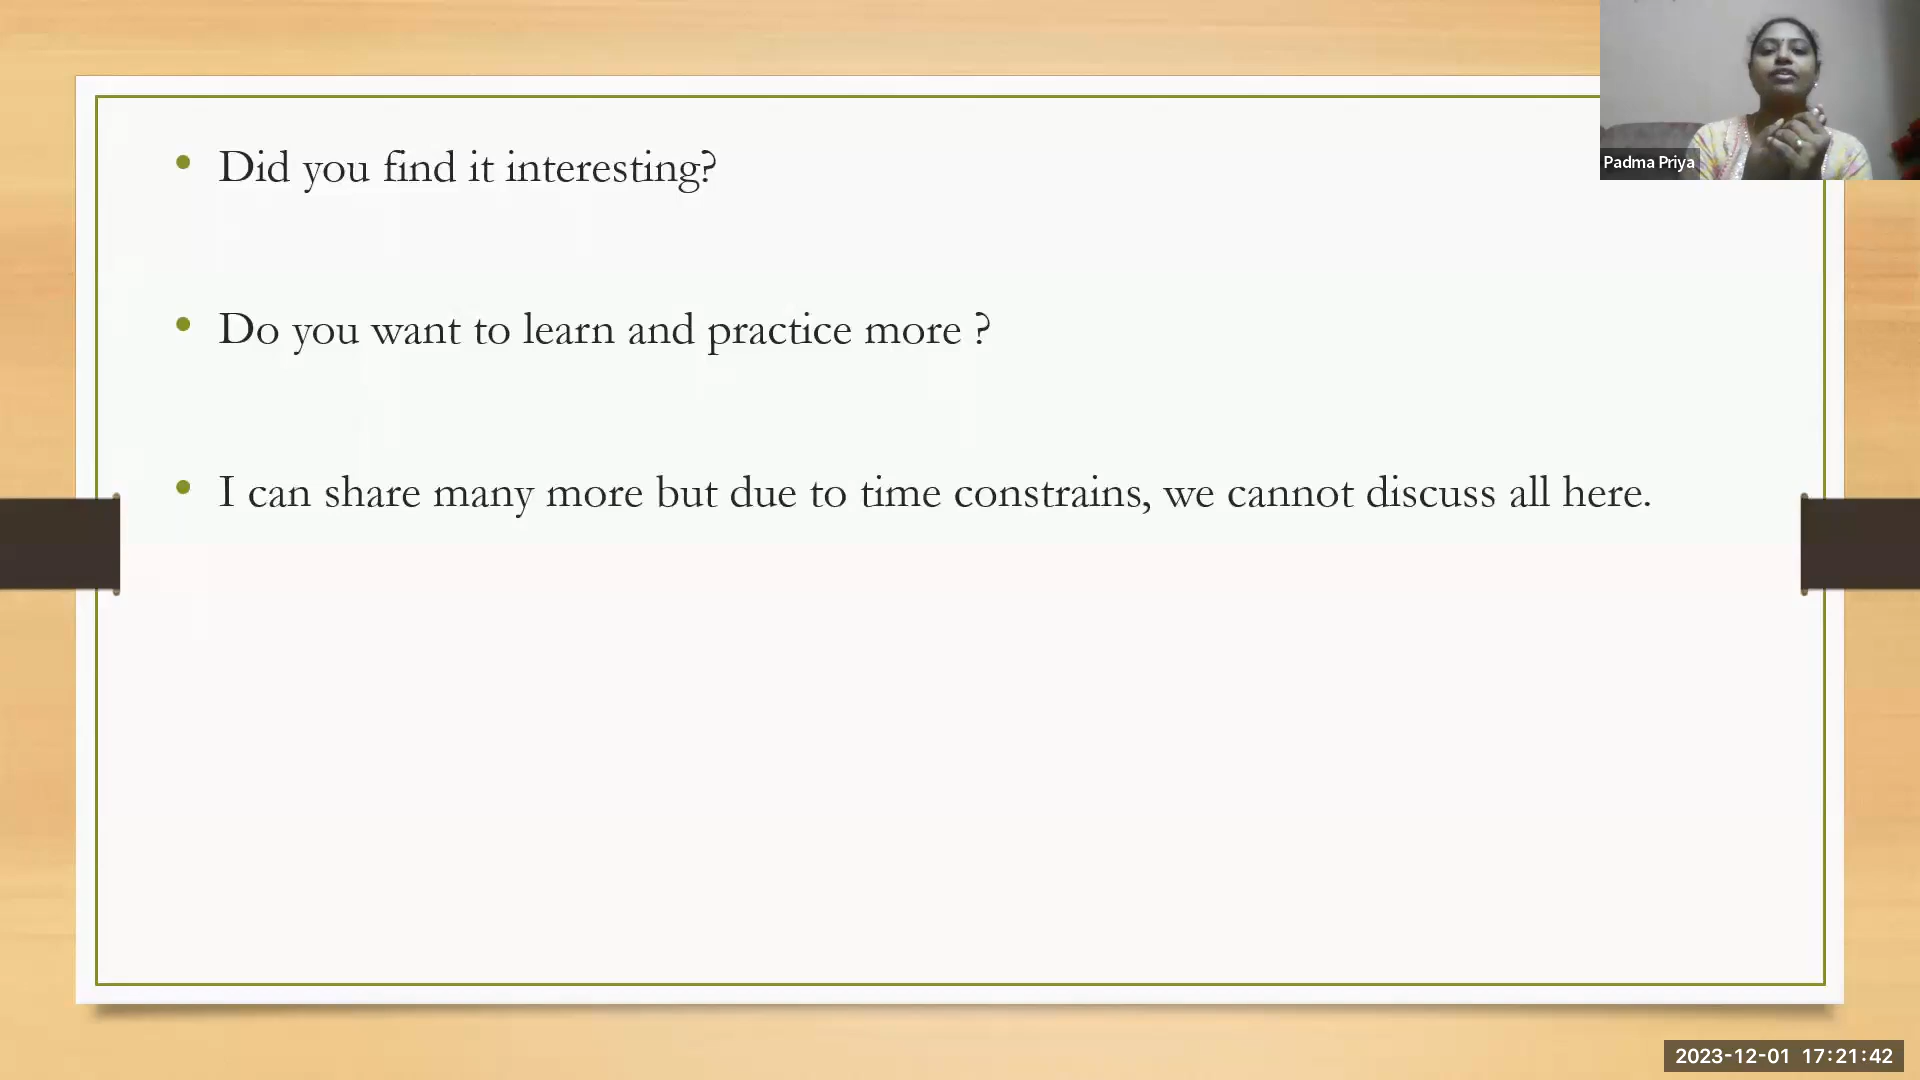 Did you find it interesting?
Do you want to learn and practice more ?
I can share many more but due to time constrains, we cannot discuss all here.
Padma Priya
2023-12-01 17:21:42